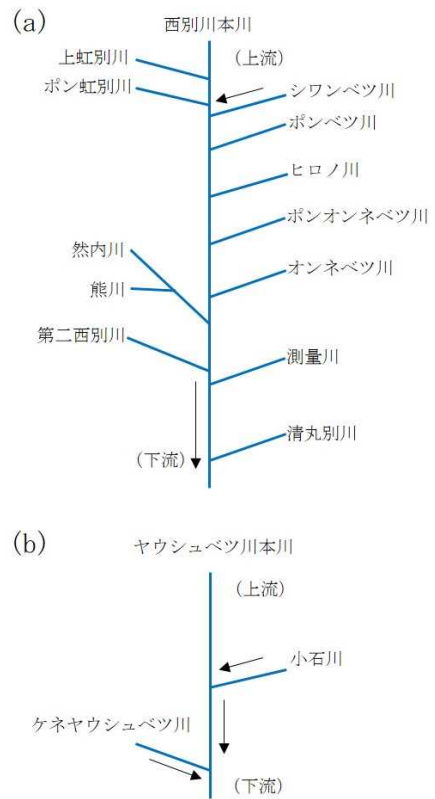 (a)
西別川本川
(上流)
上虹別川
ポン虹別川
シワンベツ川
ポンベツ川
ヒロノ川
ポンオンネベツ川
然内川
オンネベツ川
熊川
第二西別川
測量川
清丸別川
(下流)
(b)
ヤウシュベツ川本川
(上流)
小石川
ケネヤウシュベツ川
(下流)